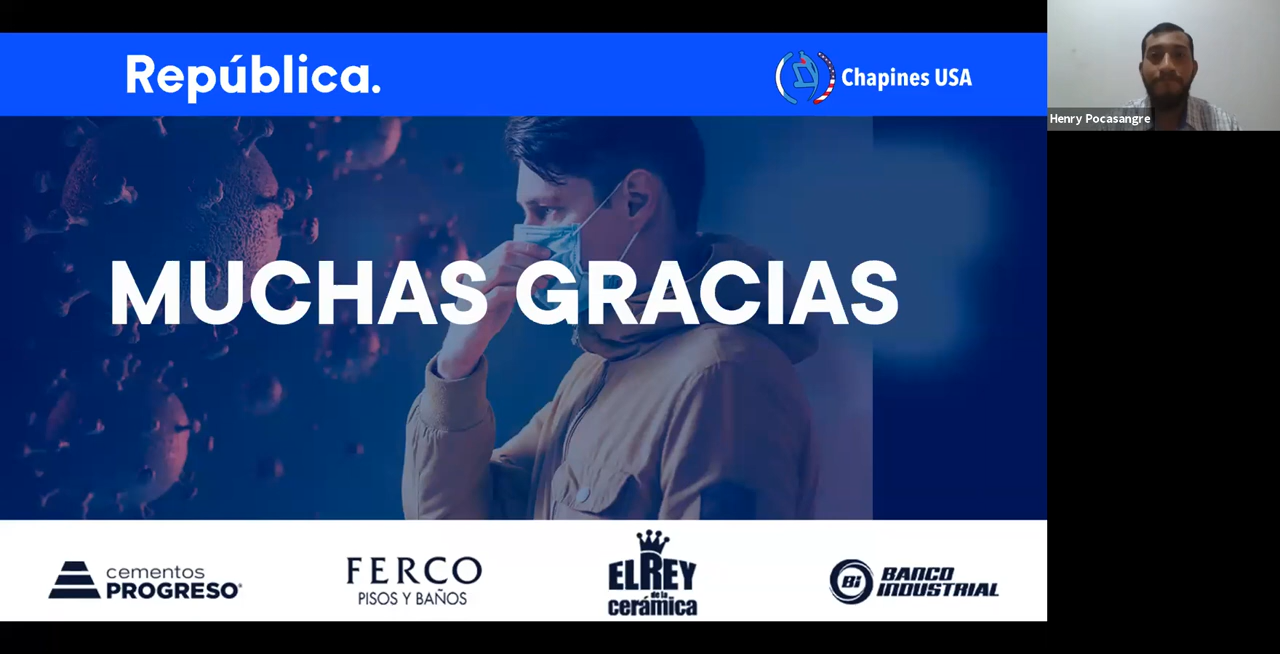 República.
Chapines USA
Henry Pocasangre
MUCHAS GRACIAS
cementos
PROGRESO®
FERCO
PISOS Y BAÑOS
EL REY
de la
cerámica
Bi
BANCO
INDUSTRIAL